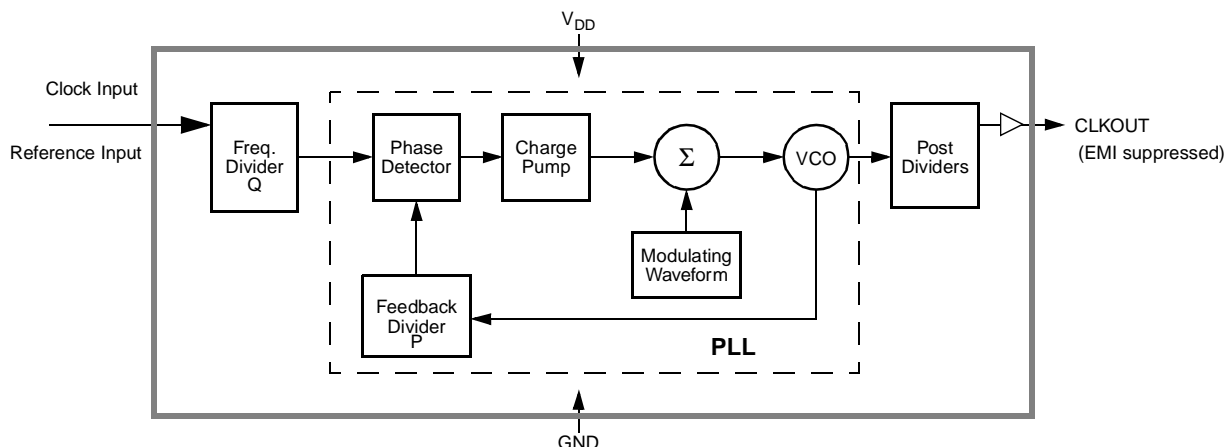 V_DD
Clock Input
Reference Input
Freq.
Divider
Q
Phase
Detector
Charge
Pump
Σ
VCO
Post
Dividers
CLKOUT
(EMI suppressed)
Modulating
Waveform
Feedback
Divider
P
PLL
GND